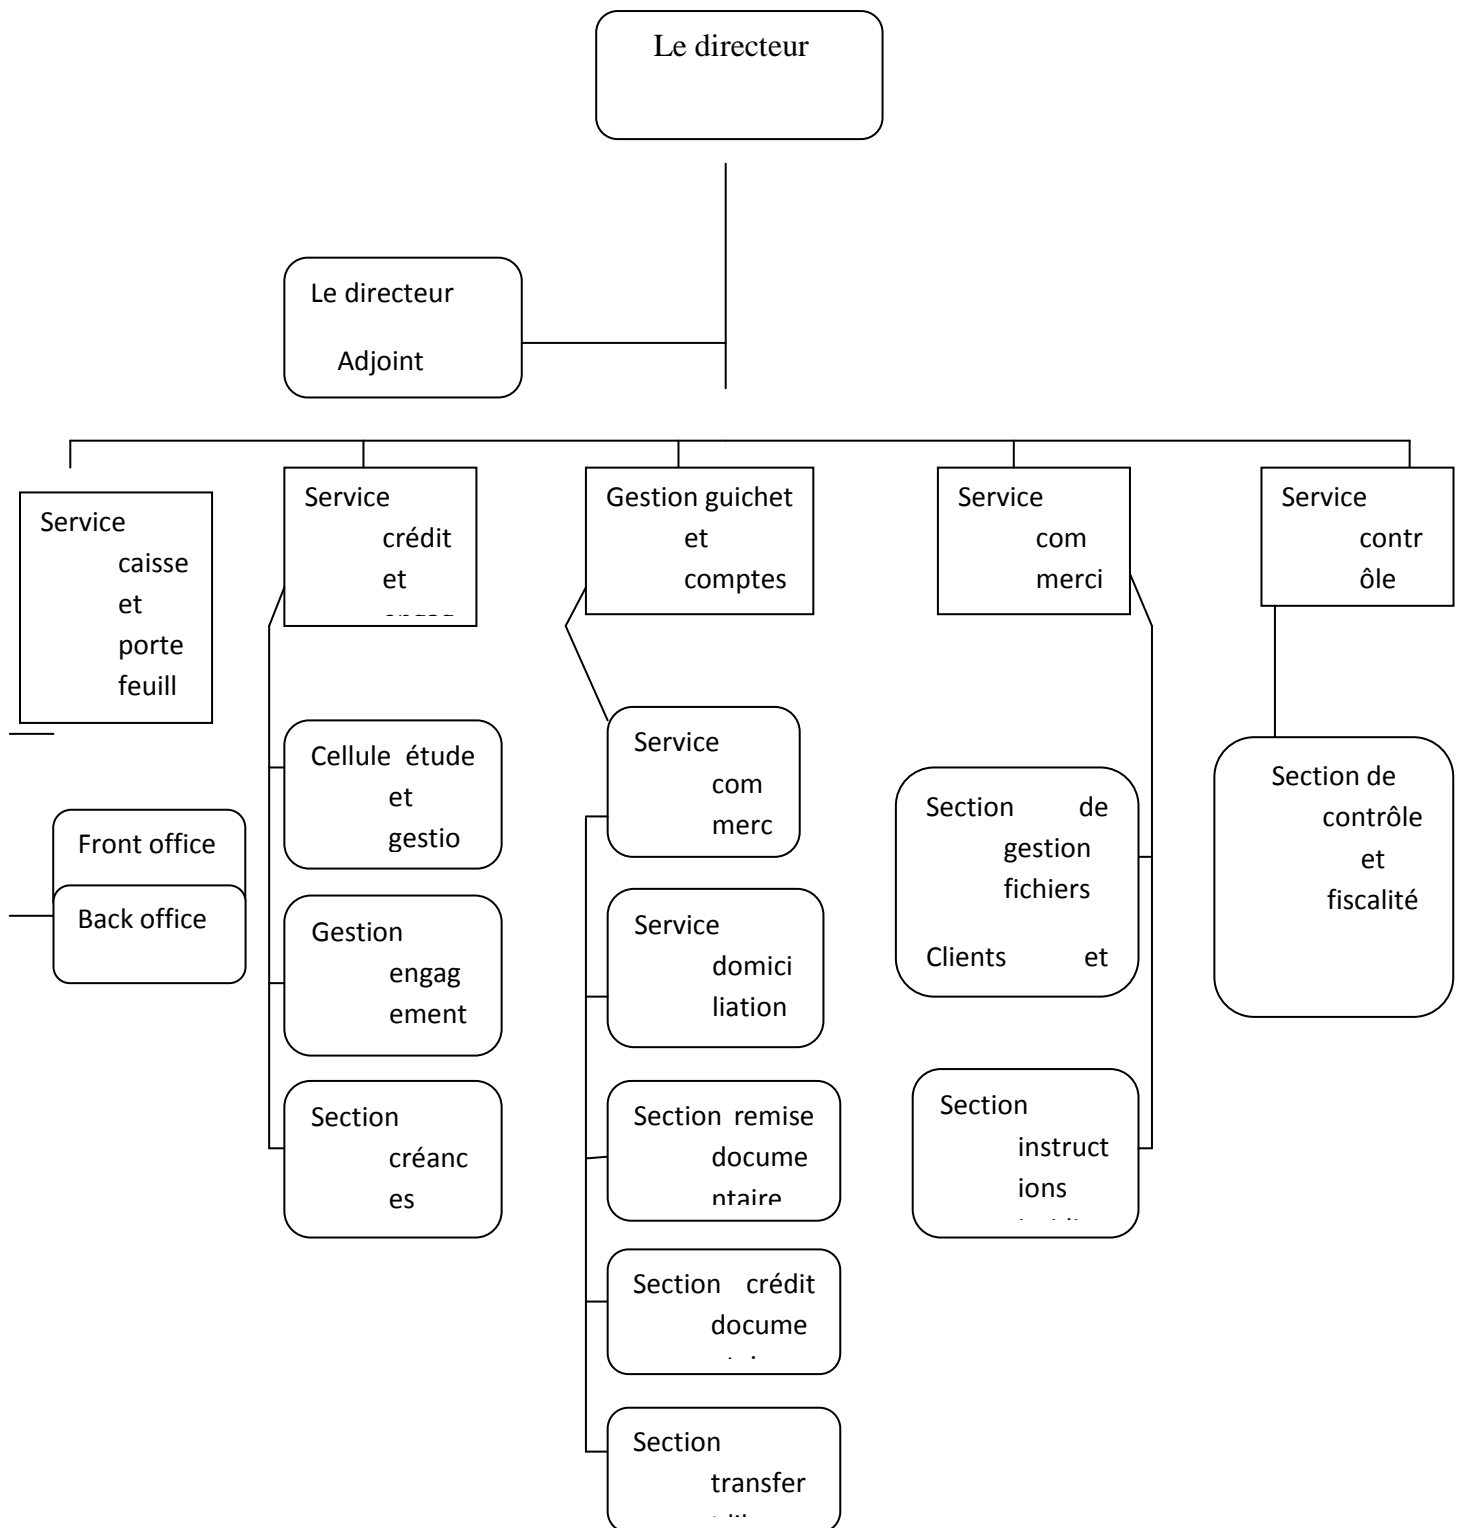 Le directeur
Le directeur
Adjoint
Service
caisse
et
porte
feuill
Service
crédit
et
Gestion guichet
et
comptes
Service
com
merci
Service
contr
ôle
Front office
Back office
Cellule étude
et
gestio
Gestion
engag
ement
Section
créanc
es
Service
com
merc
Service
domici
liation
Section remise
docume
ntaire
Section crédit
docume
Section
transfer
Section de
gestion
fichiers
Clients et
Section
instruct
ions
Section de
contrôle
et
fiscalité